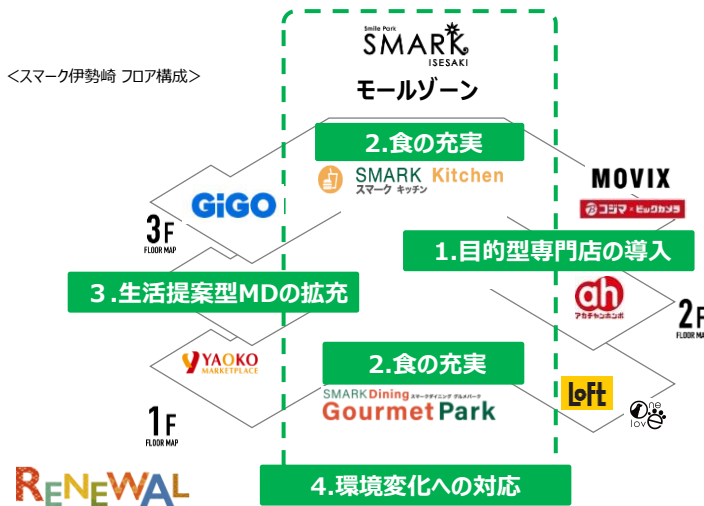 Smile Park
SMARK
ISESAKI
モールゾーン
<スマーク伊勢崎 フロア構成>
2.食の充実
SMARK Kitchen
スマーク キッチン
GiGO
MOVIX
コジマ×ビックカメラ
3F
FLOOR MAP
1.目的型専門店の導入
3.生活提案型MDの拡充
ah
アカチャンホンポ
2F
FLOOR MA
YAOKO
MARKETPLACE
2.食の充実
SMARK Dining スマークダイニング グルメパーク
Gourmet Park
LoFt
One
love
1F
FLOOR MAP
RENEWAL
4.環境変化への対応